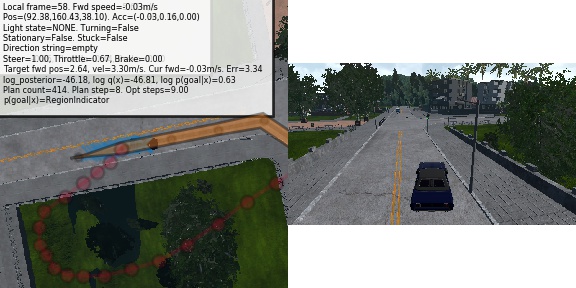 Local frame=58. Fwd speed=-0.03m/s
Pos=(92.38,160.43,38.10). Acc=(-0.03,0.16,0.00)
Light state=NONE. Turning=False
Stationary=False. Stuck=False
Direction string=empty
Steer=1.00, Throttle=0.67, Brake=0.00
Target fwd pos=2.64, vel=3.30m/s. Cur fwd=-0.03m/s. Err=3.34
log_posterior=-46.18, log q(x)=-46.81, log p(goal|x)=0.63
Plan count=414. Plan step=8. Opt steps=9.00
p(goal|x)=RegionIndicator